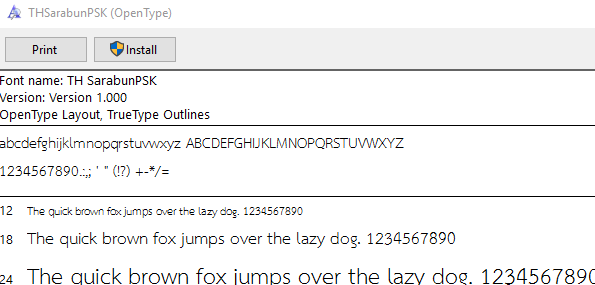 THSarabunPSK (OpenType)
Print Install
Font name: TH SarabunPSK
Version: Version 1.000
OpenType Layout, TrueType Outlines
abcdefghijklmnopqrstuvwxyz ABCDEFGHIJKLMNOPQRSTUVWXYZ
1234567890.:,; ' " (!?) +-*/=
12 The quick brown fox jumps over the lazy dog. 1234567890
18 The quick brown fox jumps over the lazy dog. 1234567890
24 The quick brown fox jumps over the lazy dog. 1234567890